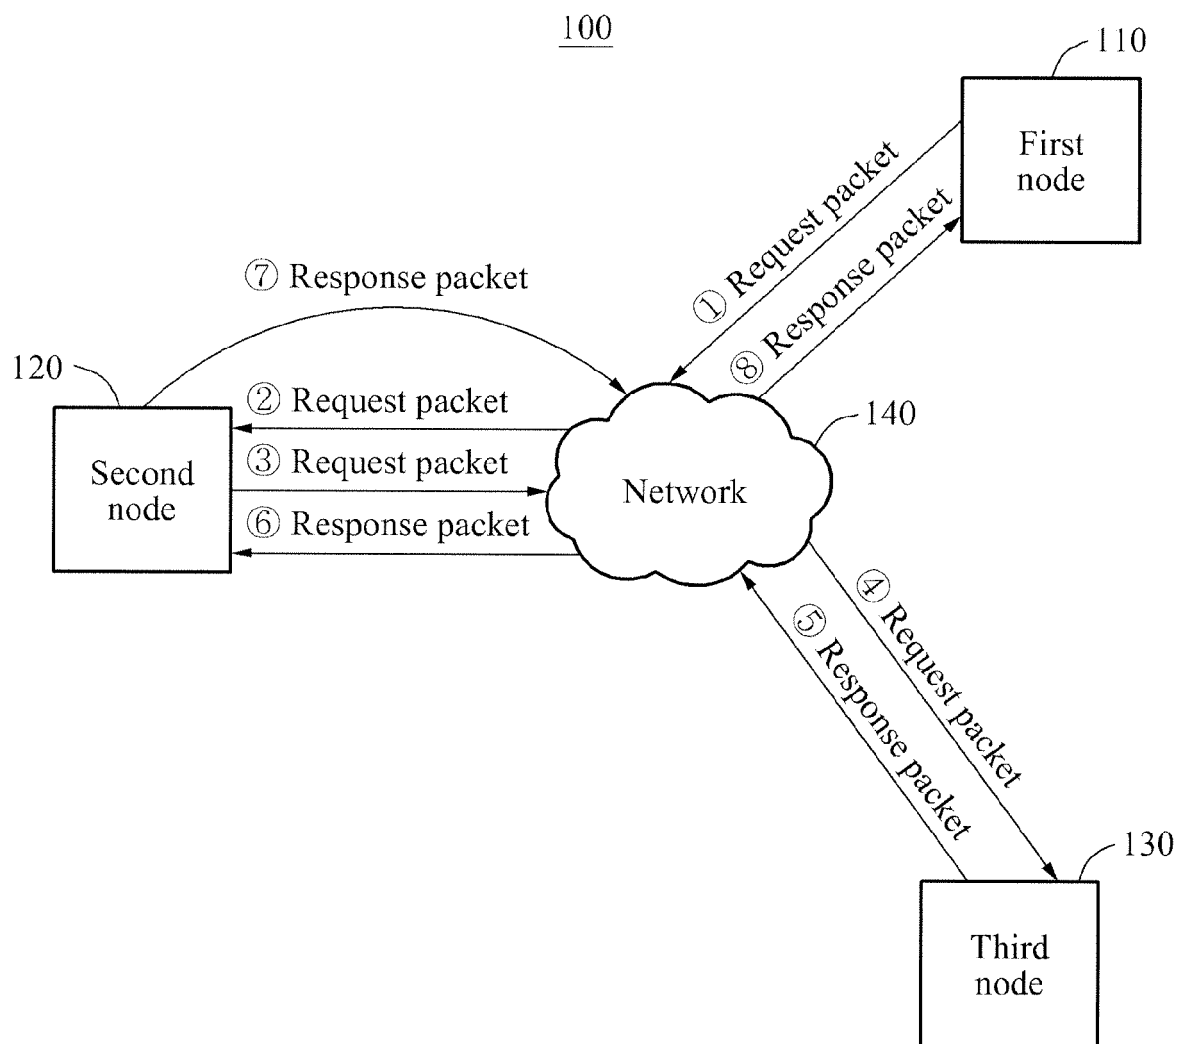 100
110
First
node
① Request packet
⑧ Response packet
⑦ Response packet
120
② Request packet
140
③ Request packet
Second
node
Network
⑥ Response packet
④ Request packet
⑤ Response packet
130
Third
node